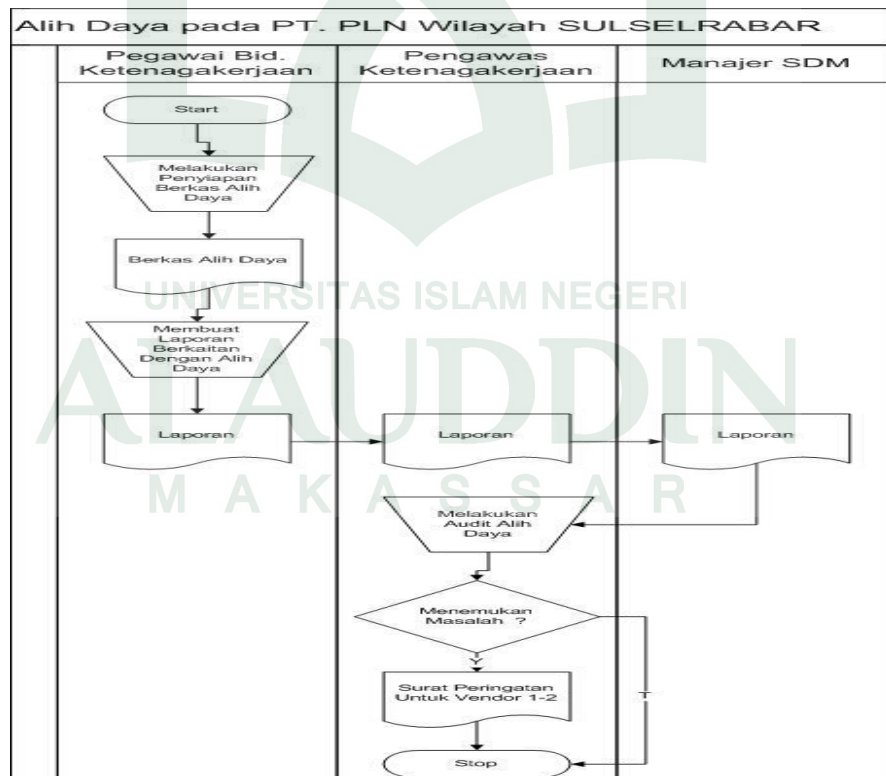 Alih Daya pada PT. PLN Wilayah SULSELRABAR
Pegawai Bid.
Ketenagakerjaan
Pengawas
Ketenagakerjaan
Manajer SDM
Start
Melakukan
Penyiapan
Berkas Alih
Daya
Berkas Alih Daya
UNIVERSITAS ISLAM NEGERI
Membuat
Laporan
Berkaitan
Dengan Alih
Daya
ALAUDDIN
Laporan
Laporan
Laporan
MAKASSAR
Melakukan
Audit Alih
Daya
Menemukan
Masalah ?
Y
Surat Peringatan
Untuk Vendor 1-2
T
Stop